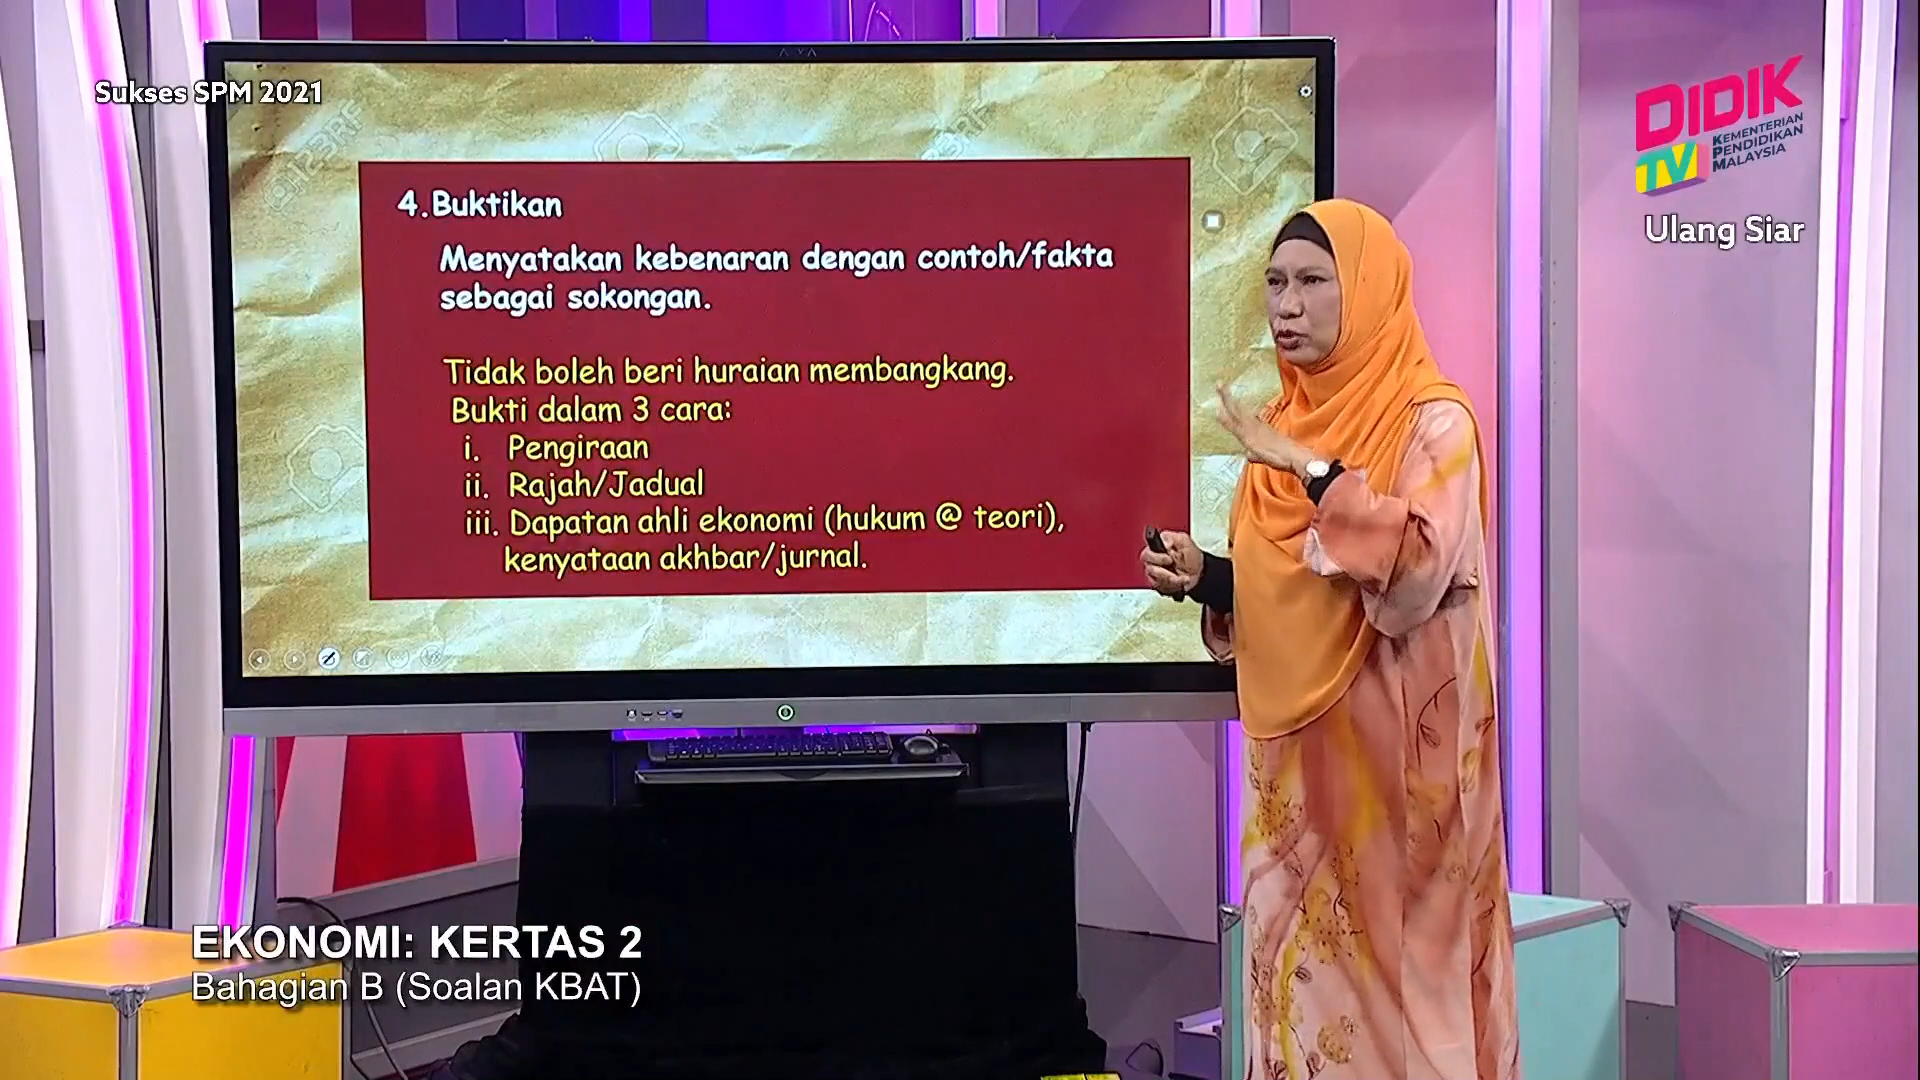 Sukses SPM 2021
DIDIK
TV
KEMENTERIAN
PENDIDIKAN
MALAYSIA
Ulang Siar
4.Buktikan
Menyatakan kebenaran dengan contoh/fakta
sebagai sokongan.
Tidak boleh beri huraian membangkang.
Bukti dalam 3 cara:
i. Pengiraan
ii. Rajah/Jadual
iii. Dapatan ahli ekonomi (hukum @ teori),
kenyataan akhbar/jurnal.
EKONOMI: KERTAS 2
Bahagian B (Soalan KBAT)